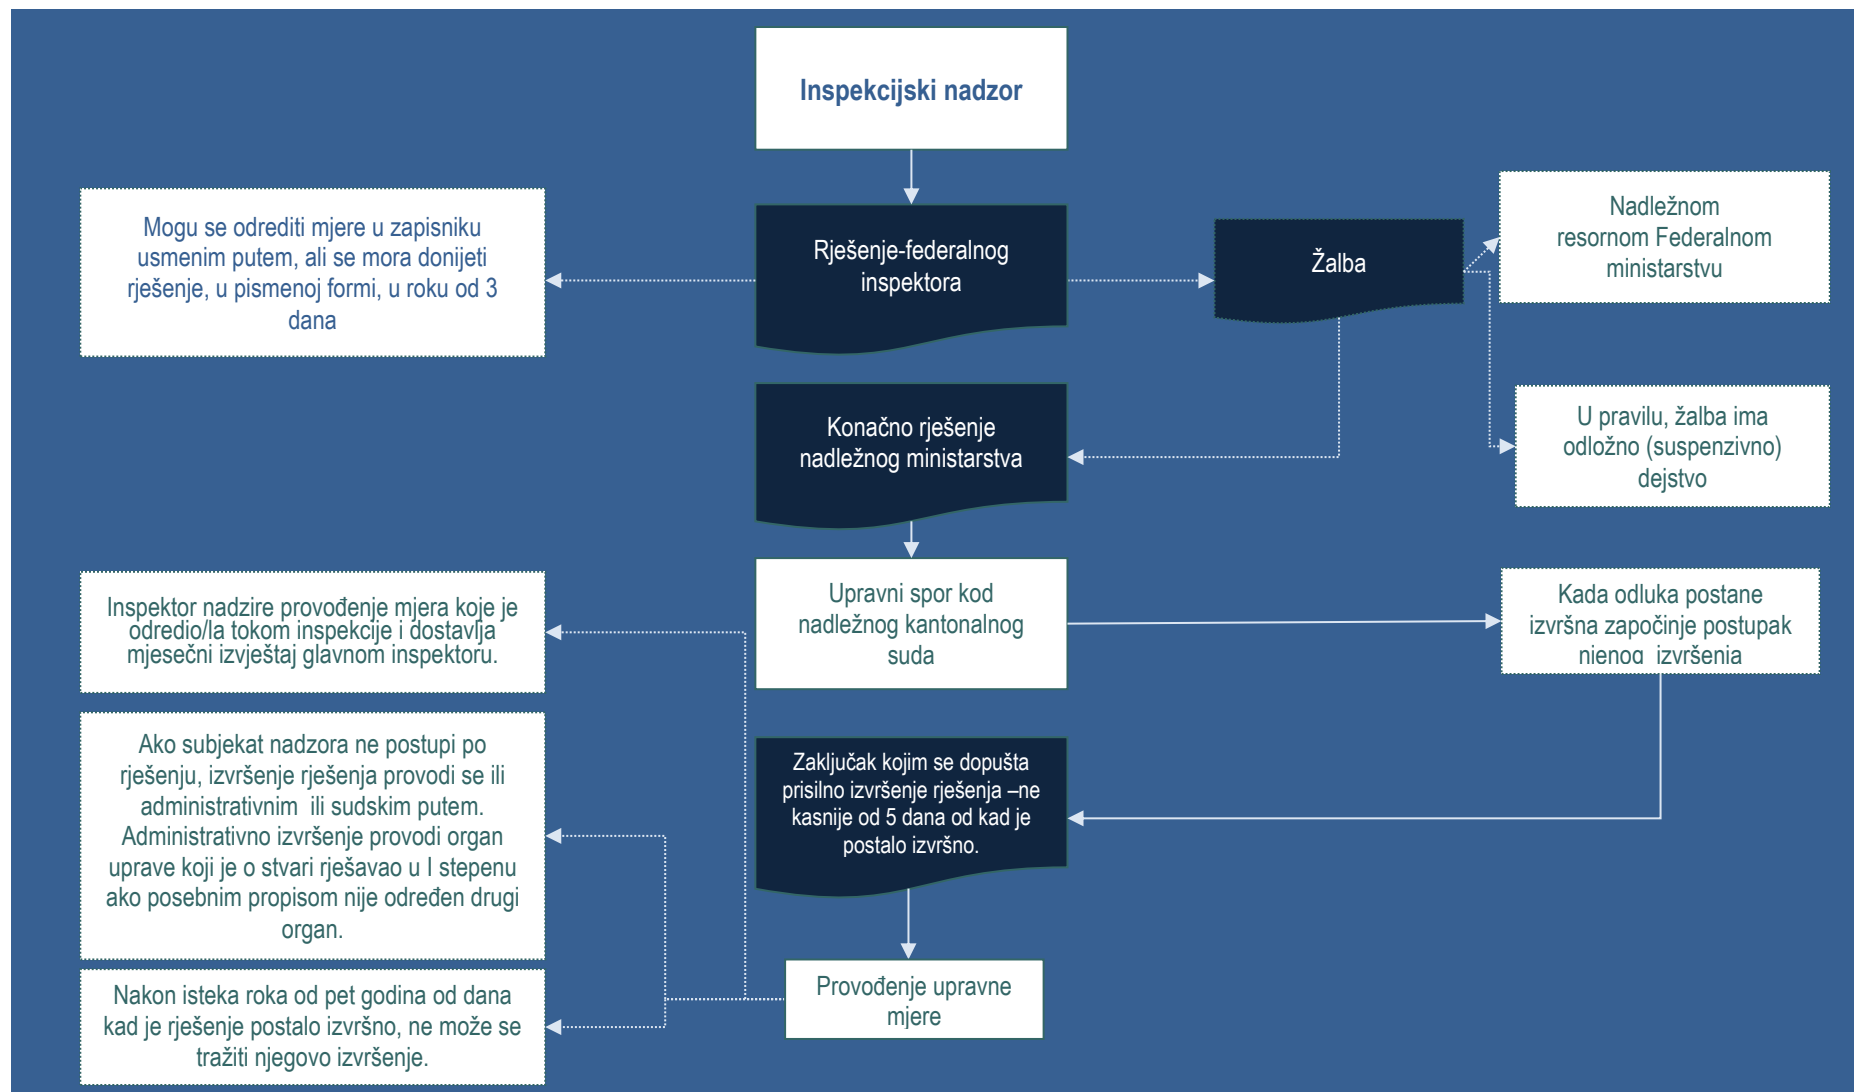 Inspekcijski nadzor
Mogu se odrediti mjere u zapisniku
usmenim putem, ali se mora donijeti
rješenje, u pismenoj formi, u roku od 3
dana
Rješenje-federalnog
inspektora
Žalba
Nadležnom
resornom Federalnom
ministarstvu
Konačno rješenje
nadležnog ministarstva
U pravilu, žalba ima
odložno (suspenzivno)
dejstvo
Inspektor nadzire provođenje mjera koje je
odredio/la tokom inspekcije i dostavlja
mjesečni izvještaj glavnom inspektoru.
Upravni spor kod
nadležnog kantonalnog
suda
Kada odluka postane
izvršna započinje postupak
njenog izvršenja
Ako subjekat nadzora ne postupi po
rješenju, izvršenje rješenja provodi se ili
administrativnim ili sudskim putem.
Administrativno izvršenje provodi organ
uprave koji je o stvari rješavao u I stepenu
ako posebnim propisom nije određen drugi
organ.
Zaključak kojim se dopušta
prisilno izvršenje rješenja –ne
kasnije od 5 dana od kad je
postalo izvršno.
Nakon isteka roka od pet godina od dana
kad je rješenje postalo izvršno, ne može se
tražiti njegovo izvršenje.
Provođenje upravne
mjere